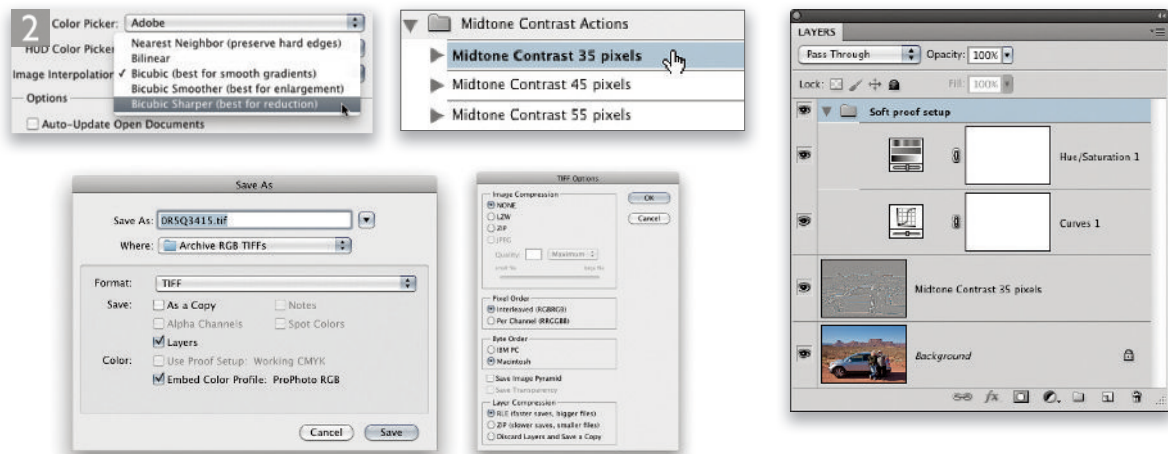 2
Color Picker: Adobe
HUD Color Picker
Nearest Neighbor (preserve hard edges)
Bilinear
Image Interpolation ✓ Bicubic (best for smooth gradients)
Bicubic Smoother (best for enlargement)
Bicubic Sharper (best for reduction)
Options
Auto-Update Open Documents
Midtone Contrast Actions
Midtone Contrast 35 pixels
Midtone Contrast 45 pixels
Midtone Contrast 55 pixels
Save As
Save As: DR5Q3415.tif
Where: Archive RGB TIFFs
Format: TIFF
Save: As a Copy Notes
Alpha Channels Spot Colors
Layers
Color: Use Proof Setup: Working CMYK
Embed Color Profile: ProPhoto RGB
Cancel Save
TIFF Options
Image Compression
NONE
LZW
ZIP
JPEG
Quality: Maximum
small file large file
OK
Cancel
Pixel Order
Interleaved (RGBRGB)
Per Channel (RRGGBB)
Byte Order
IBM PC
Macintosh
Save Image Pyramid
Save Transparency
Layer Compression
RLE (faster saves, bigger files)
ZIP (slower saves, smaller files)
Discard Layers and Save a Copy
LAYERS
Pass Through Opacity: 100%
Lock: Fill: 100%
Soft proof setup
Hue/Saturation 1
Curves 1
Midtone Contrast 35 pixels
Background
fx